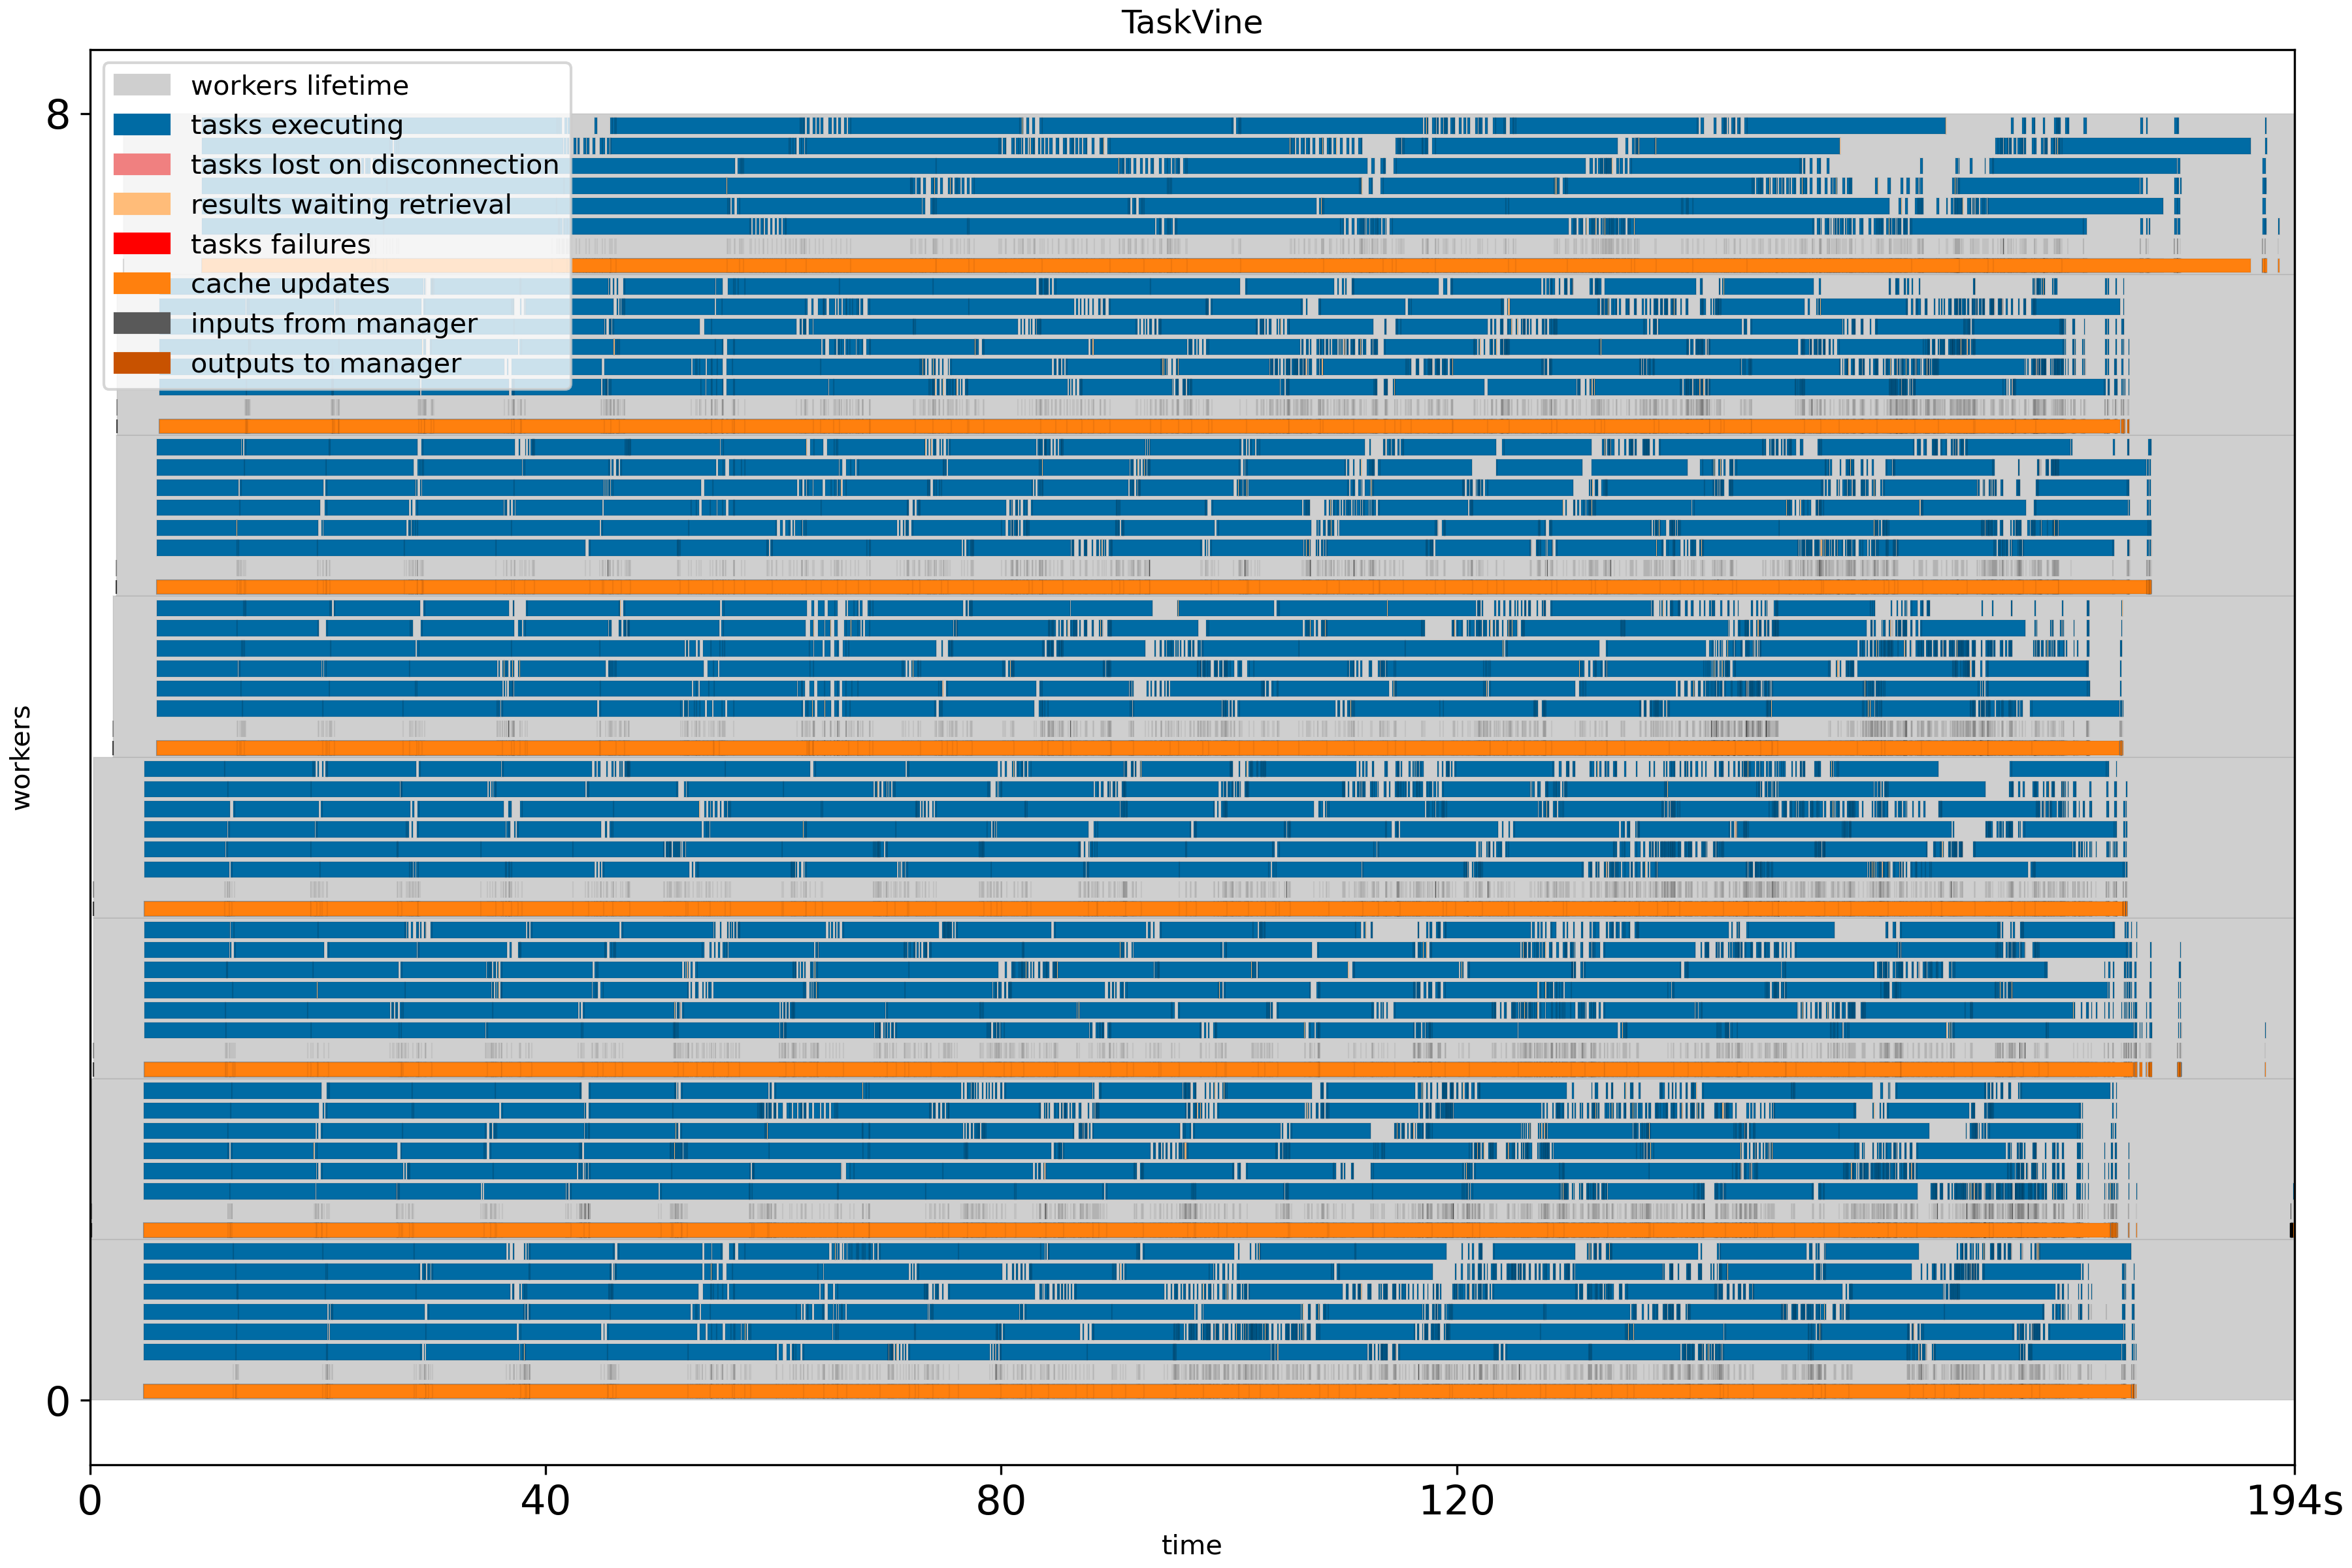 TaskVine
workers lifetime
tasks executing
tasks lost on disconnection
results waiting retrieval
tasks failures
cache updates
inputs from manager
outputs to manager
8
workers
0
0 40 80 120 194s
time